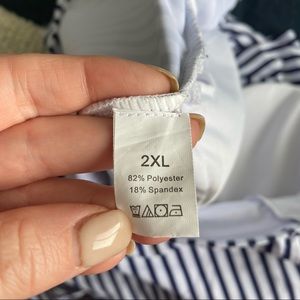 2XL
82% Polyester
18% Spandex